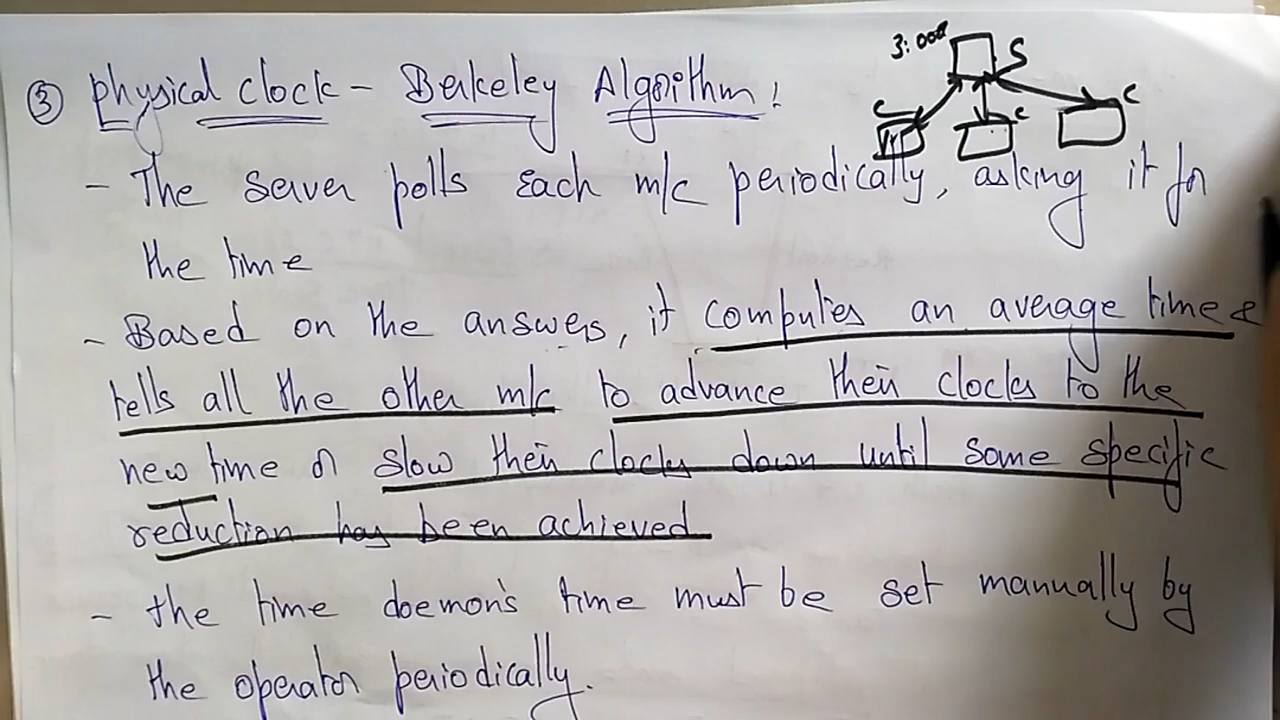 ③ Physical clock - Berkeley Algorithm!
3:00
S
C
C
C
- The server polls Each m/c periodically, asking it for
the time
- Based on the answers, it computes an average time &
tells all the other m/c to advance their clocks to the
new time or slow their clocks down until some specific
reduction has been achieved
- the time doemon's time must be set manually by
the operator periodically.